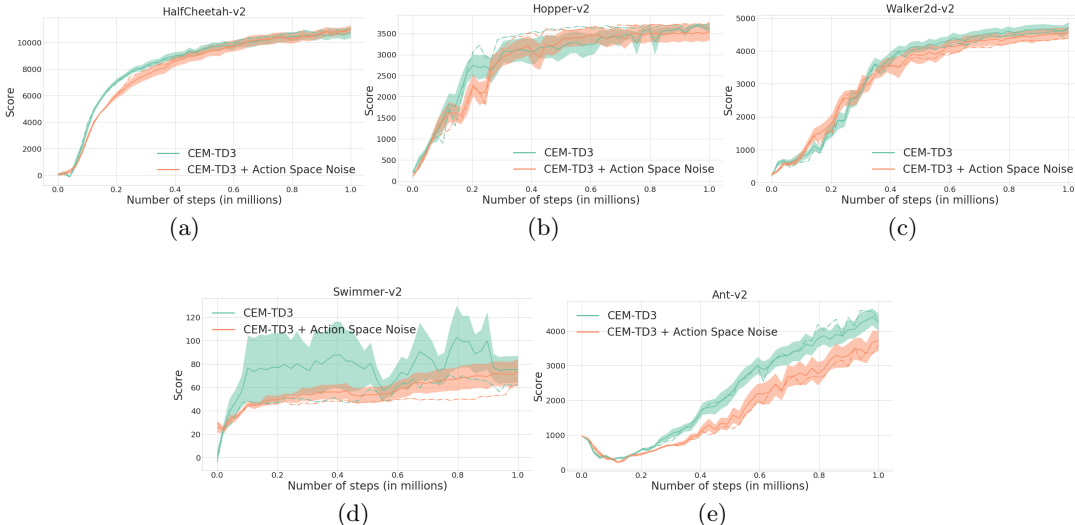 HalfCheetah-v2
Score
10000
8000
6000
4000
2000
0
CEM-TD3
CEM-TD3 + Action Space Noise
0.0 0.2 0.4 0.6 0.8 1.0
Number of steps (in millions)
(a)
Hopper-v2
Score
3500
3000
2500
2000
1500
1000
500
0
CEM-TD3
CEM-TD3 + Action Space Noise
0.0 0.2 0.4 0.6 0.8 1.0
Number of steps (in millions)
(b)
Walker2d-v2
Score
5000
4000
3000
2000
1000
0
CEM-TD3
CEM-TD3 + Action Space Noise
0.0 0.2 0.4 0.6 0.8 1.0
Number of steps (in millions)
(c)
Swimmer-v2
CEM-TD3
CEM-TD3 + Action Space Noise
Score
120
100
80
60
40
20
0
0.0 0.2 0.4 0.6 0.8 1.0
Number of steps (in millions)
(d)
Ant-v2
CEM-TD3
CEM-TD3 + Action Space Noise
Score
4000
3000
2000
1000
0
0.0 0.2 0.4 0.6 0.8 1.0
Number of steps (in millions)
(e)